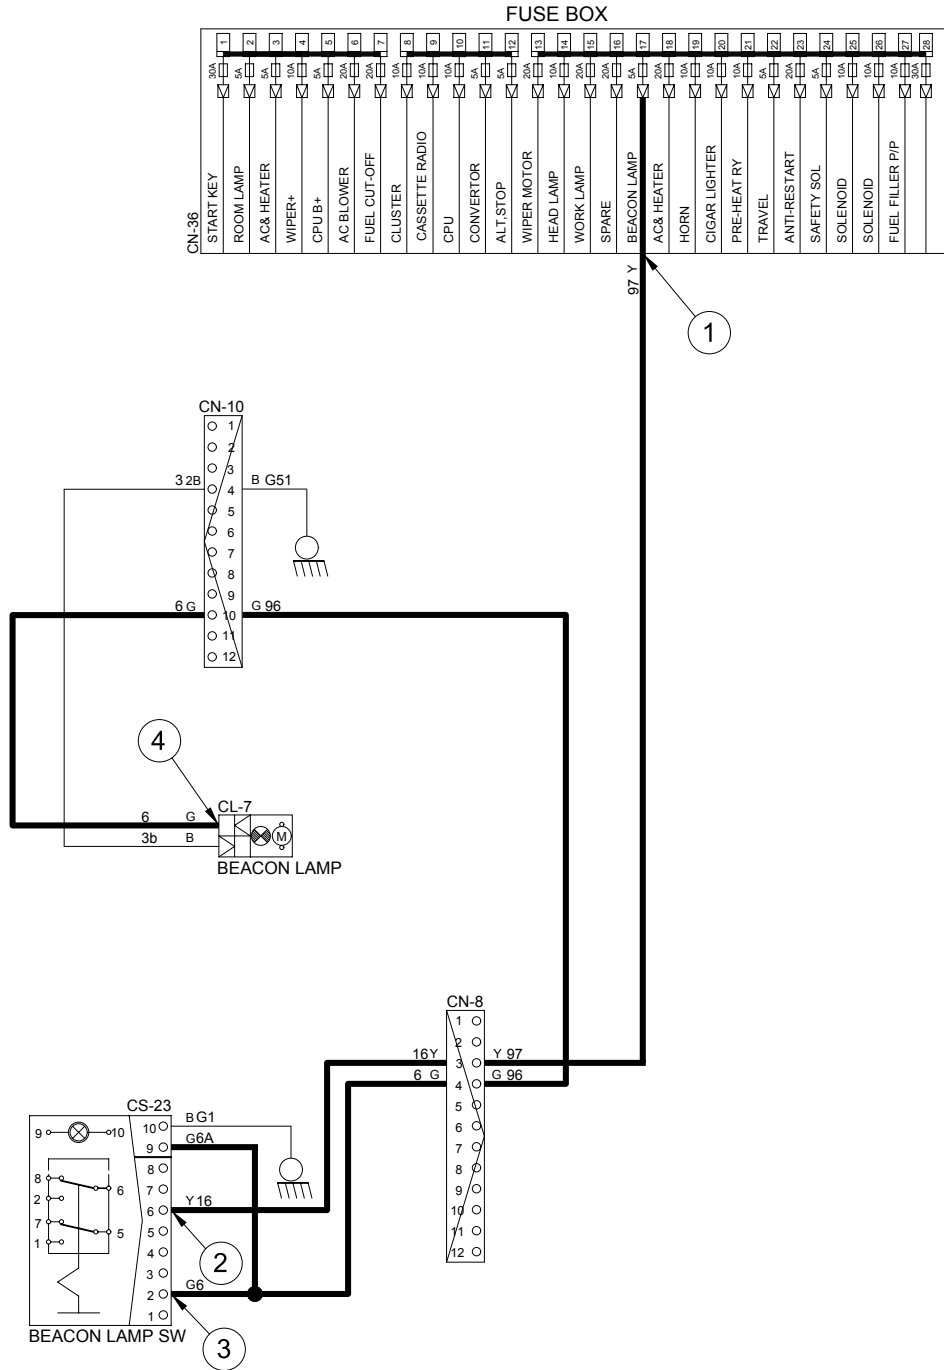 FUSE BOX
1 2 3 4 5 6 7 8 9 10 11 12 13 14 15 16 17 18 19 20 21 22 23 24 25 26 27 28
30A 5A 5A 10A 5A 20A 20A 10A 10A 10A 5A 5A 20A 10A 20A 20A 5A 20A 10A 10A 10A 5A 20A 5A 10A 10A 10A 30A
CN-36
START KEY
ROOM LAMP
AC& HEATER
WIPER+
CPU B+
AC BLOWER
FUEL CUT-OFF
CLUSTER
CASSETTE RADIO
CPU
CONVERTOR
ALT,STOP
WIPER MOTOR
HEAD LAMP
WORK LAMP
SPARE
BEACON LAMP
AC& HEATER
HORN
CIGAR LIGHTER
PRE-HEAT RY
TRAVEL
ANTI-RESTART
SAFETY SOL
SOLENOID
SOLENOID
FUEL FILLER P/P
97 Y
1
CN-10
1
2
3
3 2B 4 B G51
5
6
7
8
9
6 G 10 G 96
11
12
4
CL-7
6 G
3b B
M
BEACON LAMP
CN-8
1
2
16Y 3 Y 97
6 G 4 G 96
5
6
7
8
9
10
11
12
CS-23
9 10 10 B G1
9 G6A
8 6 8
2 7
7 5 6 Y 16
1 5
4
2
3
2 G6
1
BEACON LAMP SW
3